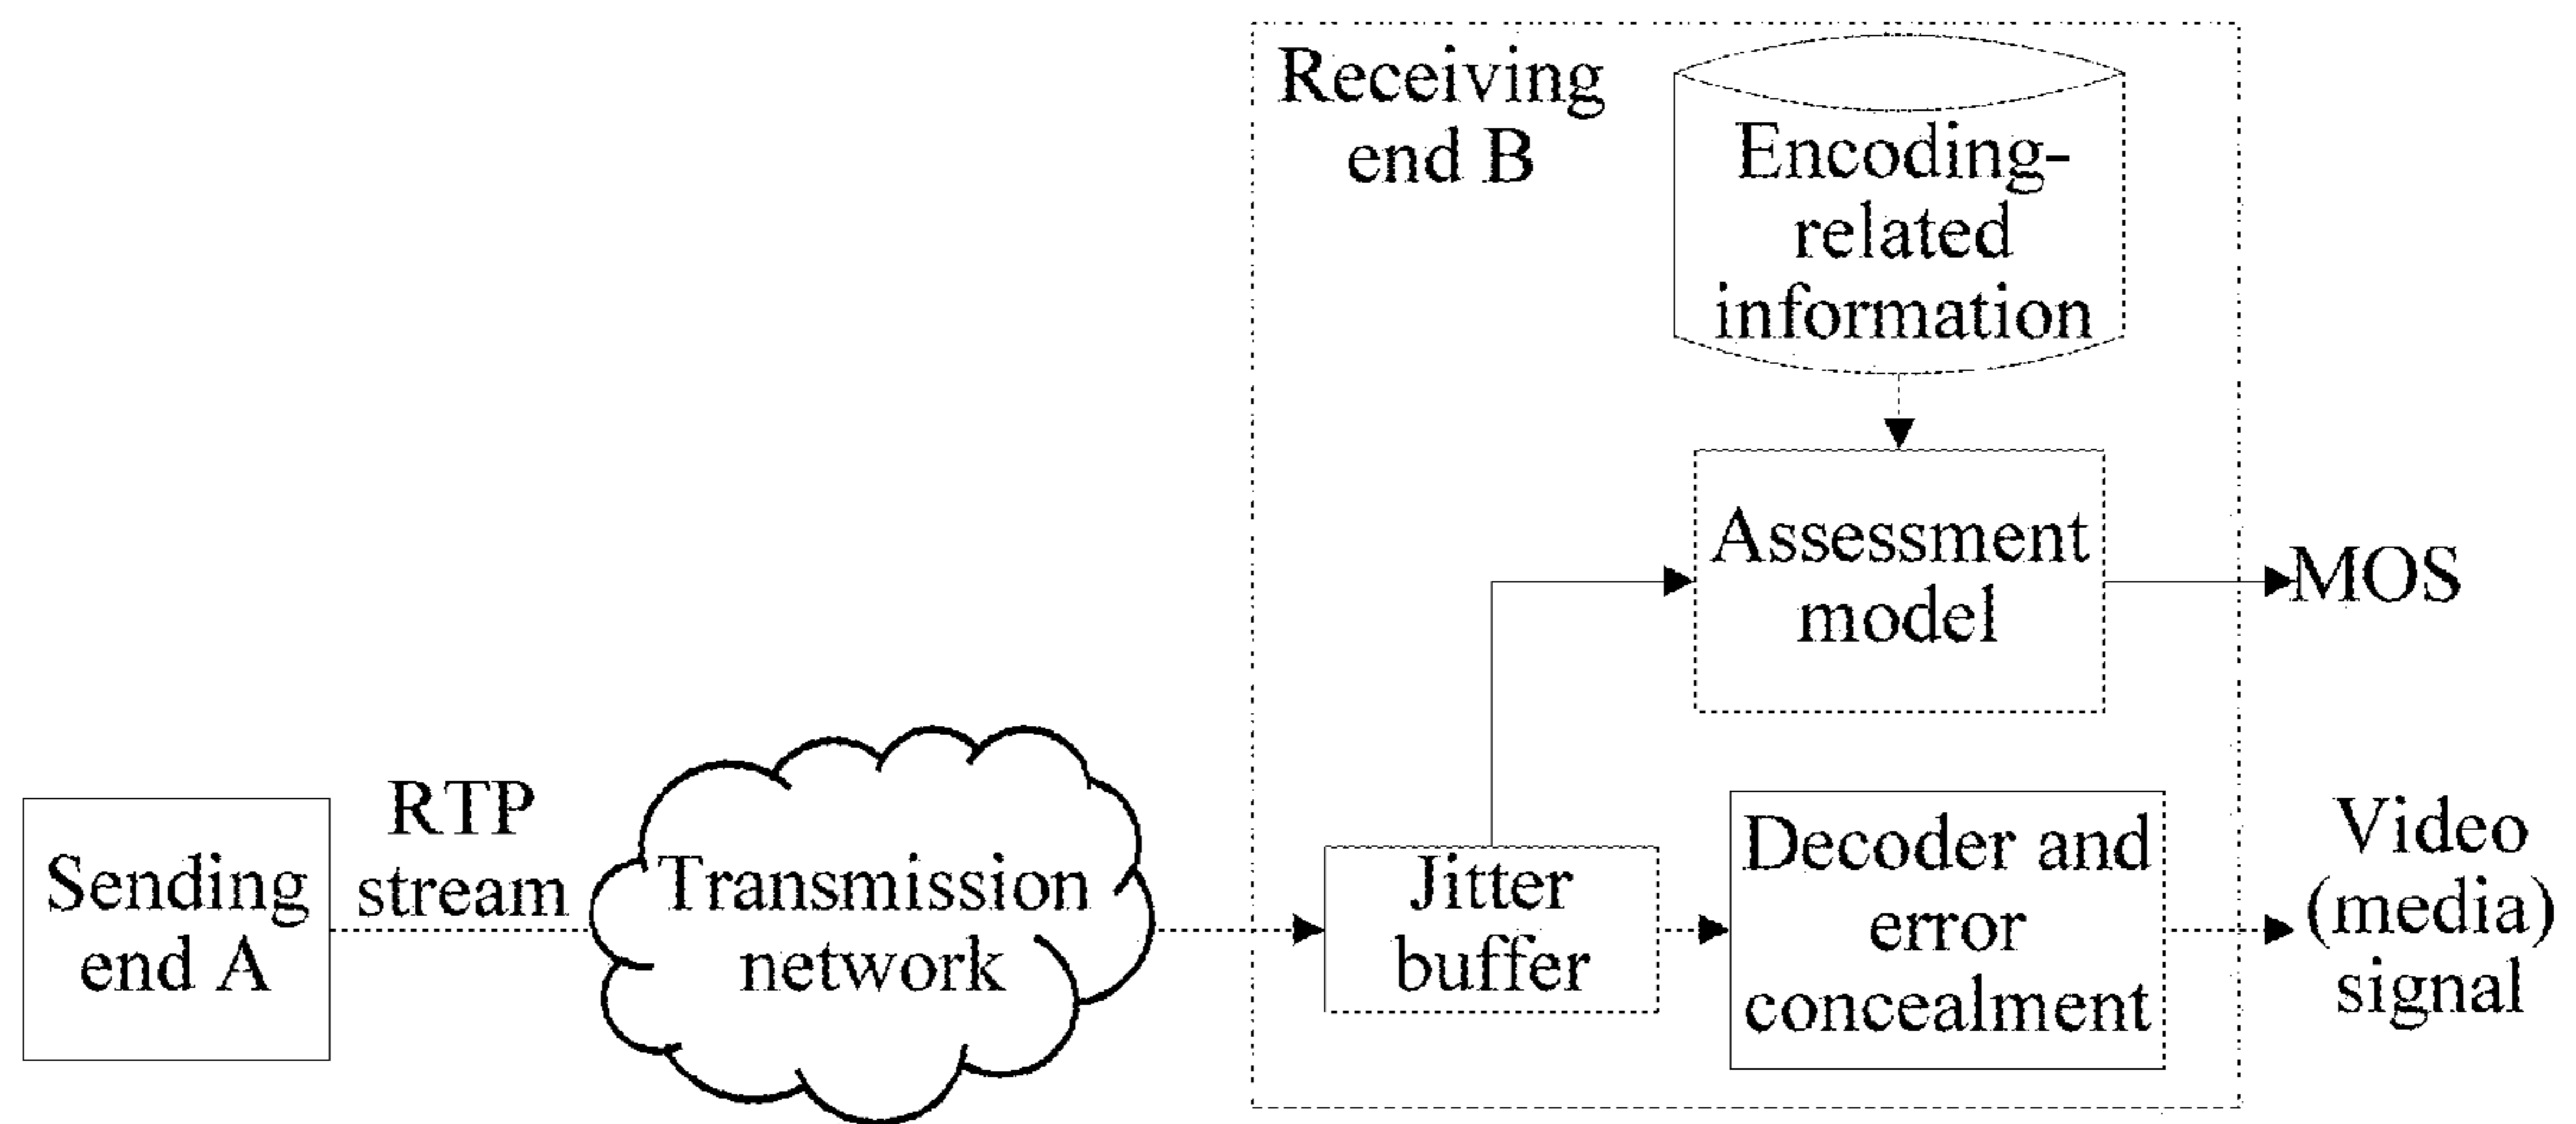 Receiving
end B
Encoding-
related
information
Assessment
model
MOS
Sending
end A
RTP
stream
Transmission
network
Jitter
buffer
Decoder and
error
concealment
Video
(media)
signal